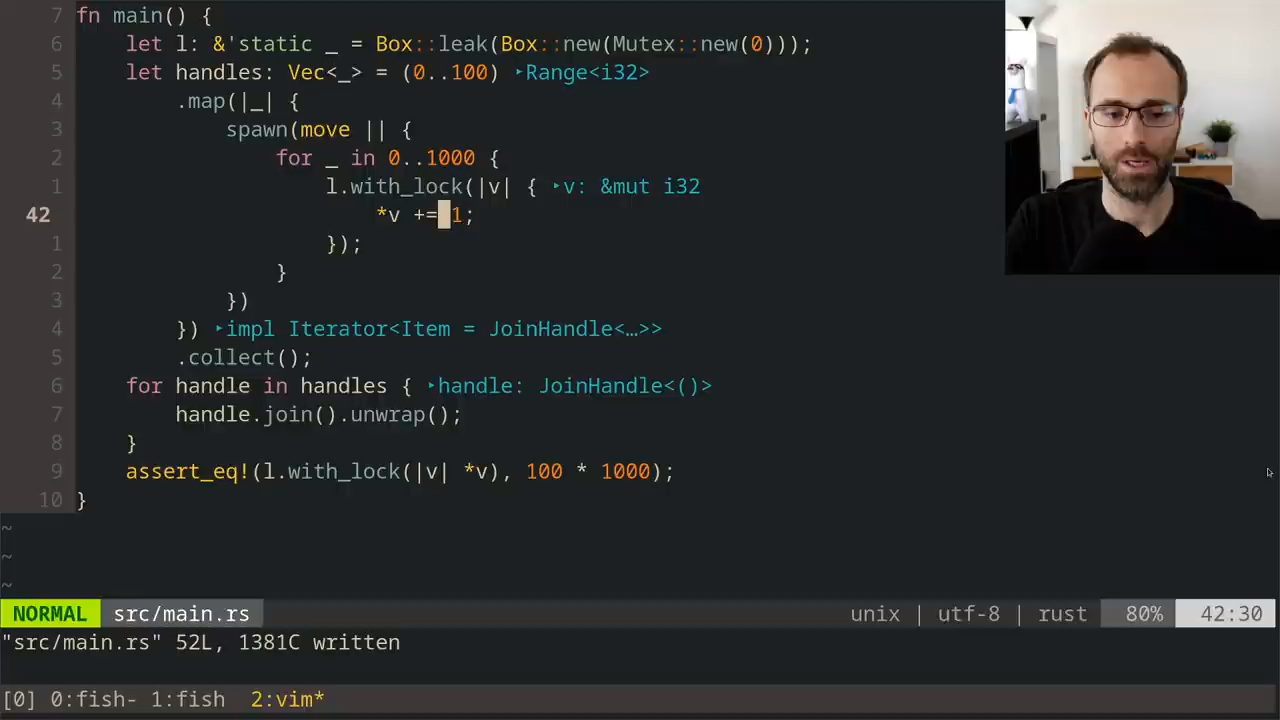 7 fn main() {
6 let l: &'static _ = Box::leak(Box::new(Mutex::new(0)));
5 let handles: Vec<_> = (0..100) ‣Range<i32>
4 .map(|_| {
3 spawn(move || {
2 for _ in 0..1000 {
1 l.with_lock(|v| { ‣v: &mut i32
42 *v += 1;
1 });
2 }
3 })
4 }) ‣impl Iterator<Item = JoinHandle<…>>
5 .collect();
6 for handle in handles { ‣handle: JoinHandle<()>
7 handle.join().unwrap();
8 }
9 assert_eq!(l.with_lock(|v| *v), 100 * 1000);
10 }
~
~
~
NORMAL src/main.rs unix | utf-8 | rust 80% 42:30
"src/main.rs" 52L, 1381C written
[0] 0:fish- 1:fish 2:vim*